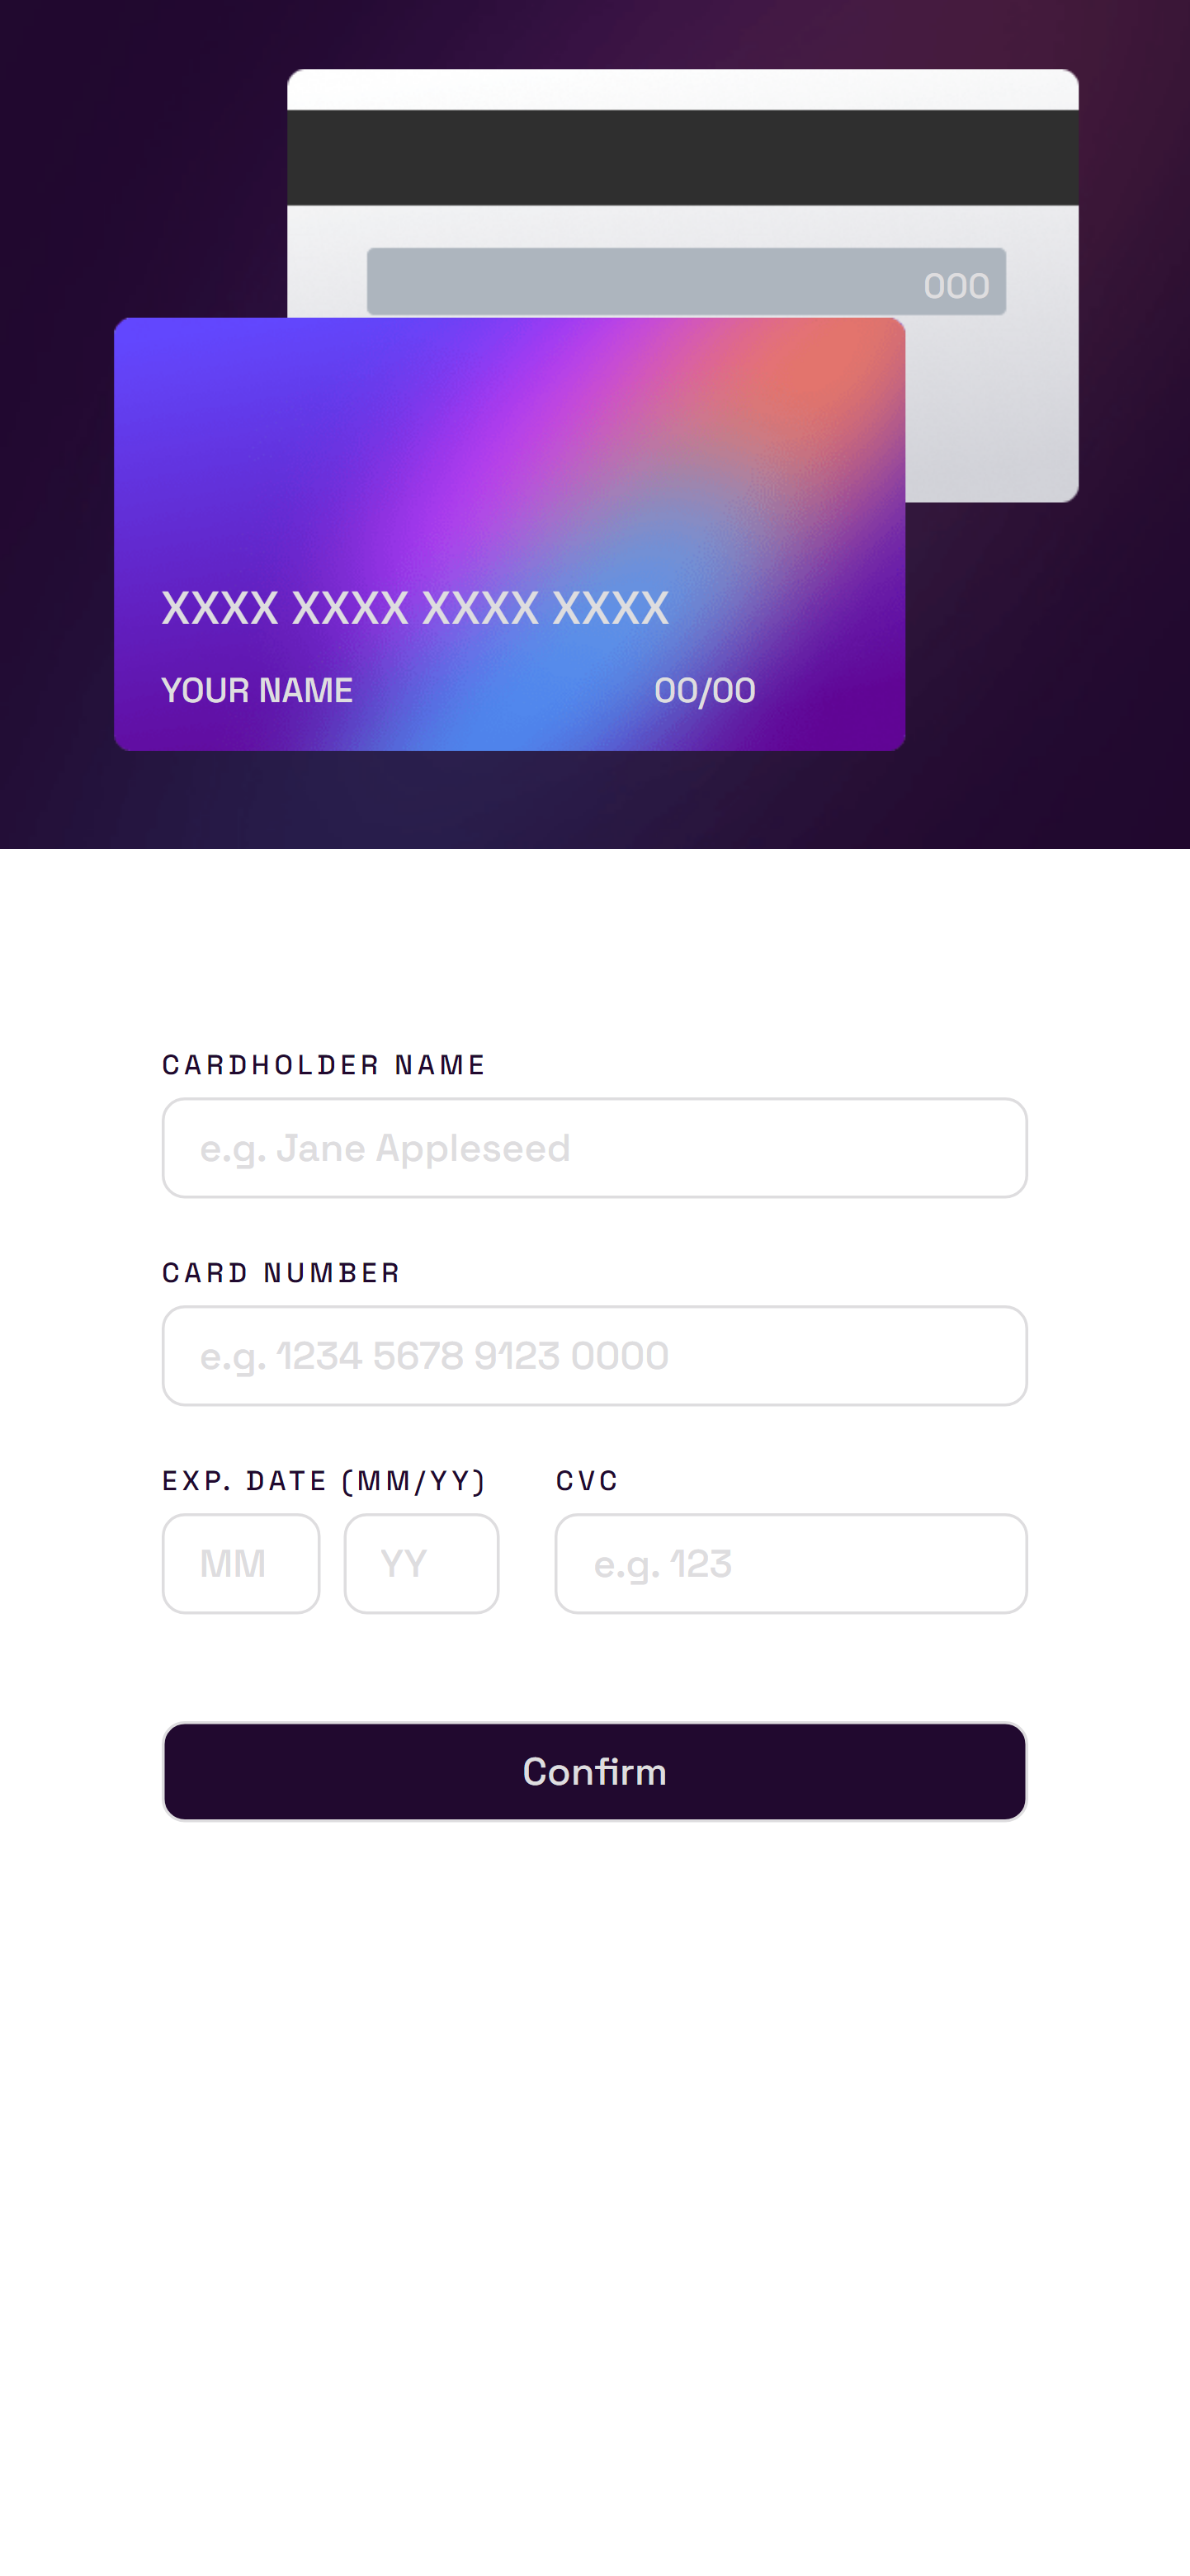 000
XXXX XXXX XXXX XXXX
YOUR NAME 00/00
CARDHOLDER NAME
e.g. Jane Appleseed
CARD NUMBER
e.g. 1234 5678 9123 0000
EXP. DATE (MM/YY) CVC
MM YY e.g. 123
Confirm